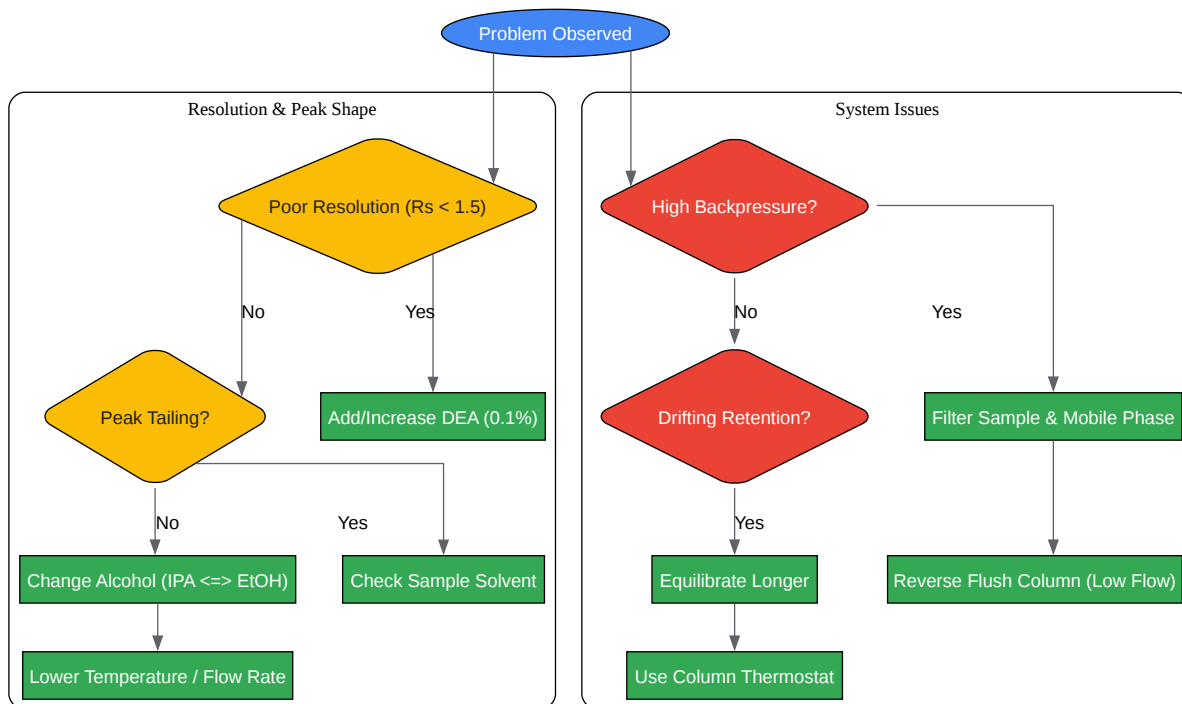 Problem Observed
Resolution & Peak Shape
System Issues
Poor Resolution (Rs < 1.5)
High Backpressure?
No
Yes
No
Yes
Peak Tailing?
Add/Increase DEA (0.1%)
Drifting Retention?
Filter Sample & Mobile Phase
No
Yes
Yes
Change Alcohol (IPA <=> EtOH)
Check Sample Solvent
Equilibrate Longer
Reverse Flush Column (Low Flow)
Lower Temperature / Flow Rate
Use Column Thermostat